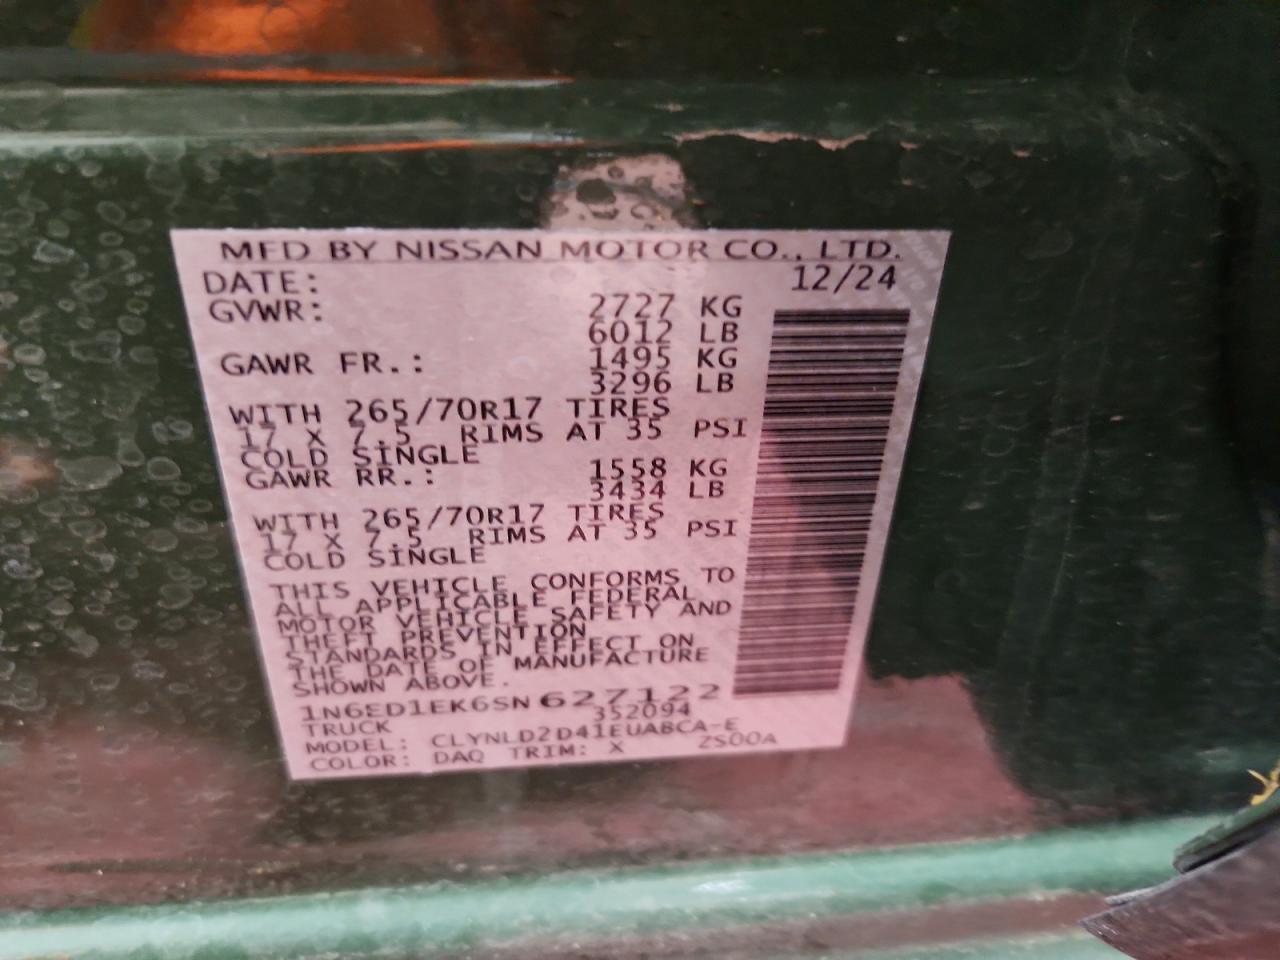 MFD BY NISSAN MOTOR CO., LTD.
DATE: 12/24
GVWR: 2727 KG
6012 LB
GAWR FR.: 1495 KG
3296 LB
WITH 265/70R17 TIRES
17 X 7.5 RIMS AT 35 PSI
COLD SINGLE
GAWR RR.: 1558 KG
3434 LB
WITH 265/70R17 TIRES
17 X 7.5 RIMS AT 35 PSI
COLD SINGLE
THIS VEHICLE CONFORMS TO
ALL APPLICABLE FEDERAL
MOTOR VEHICLE SAFETY AND
THEFT PREVENTION
STANDARDS IN EFFECT ON
THE DATE OF MANUFACTURE
SHOWN ABOVE.
1N6ED1EK6SN627122
TRUCK 352094
MODEL: CLYNLD2D41EUABCA-E
COLOR: DAQ TRIM: X ZS00A